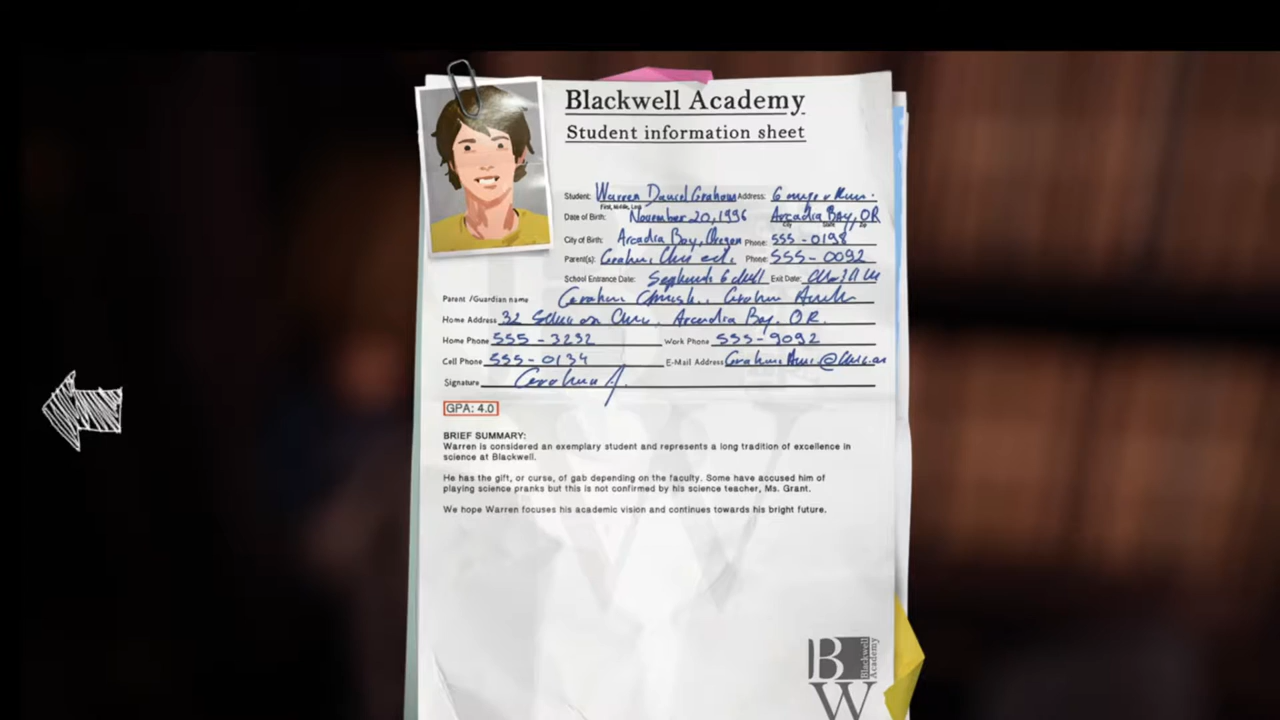 Blackwell Academy
Student information sheet
Student: Warren Daniel Graham Address:
First, Middle, Last
Date of Birth: November 20, 1996 Arcadia Bay, OR
City State Zip
City of Birth: Arcadia Bay, Oregon Phone: 555-0198
Parent(s): Phone: 555-0092
School Entrance Date: Exit Date:
Parent /Guardian name Graham
Home Address 32 Arcadia Bay, OR.
Home Phone 555-3232 Work Phone 555-9092
Cell Phone 555-0134 E-Mail Address
Signature
GPA: 4.0
BRIEF SUMMARY:
Warren is considered an exemplary student and represents a long tradition of excellence in
science at Blackwell.
He has the gift, or curse, of gab depending on the faculty. Some have accused him of
playing science pranks but this is not confirmed by his science teacher, Ms. Grant.
We hope Warren focuses his academic vision and continues towards his bright future.
B Blackwell Academy
W